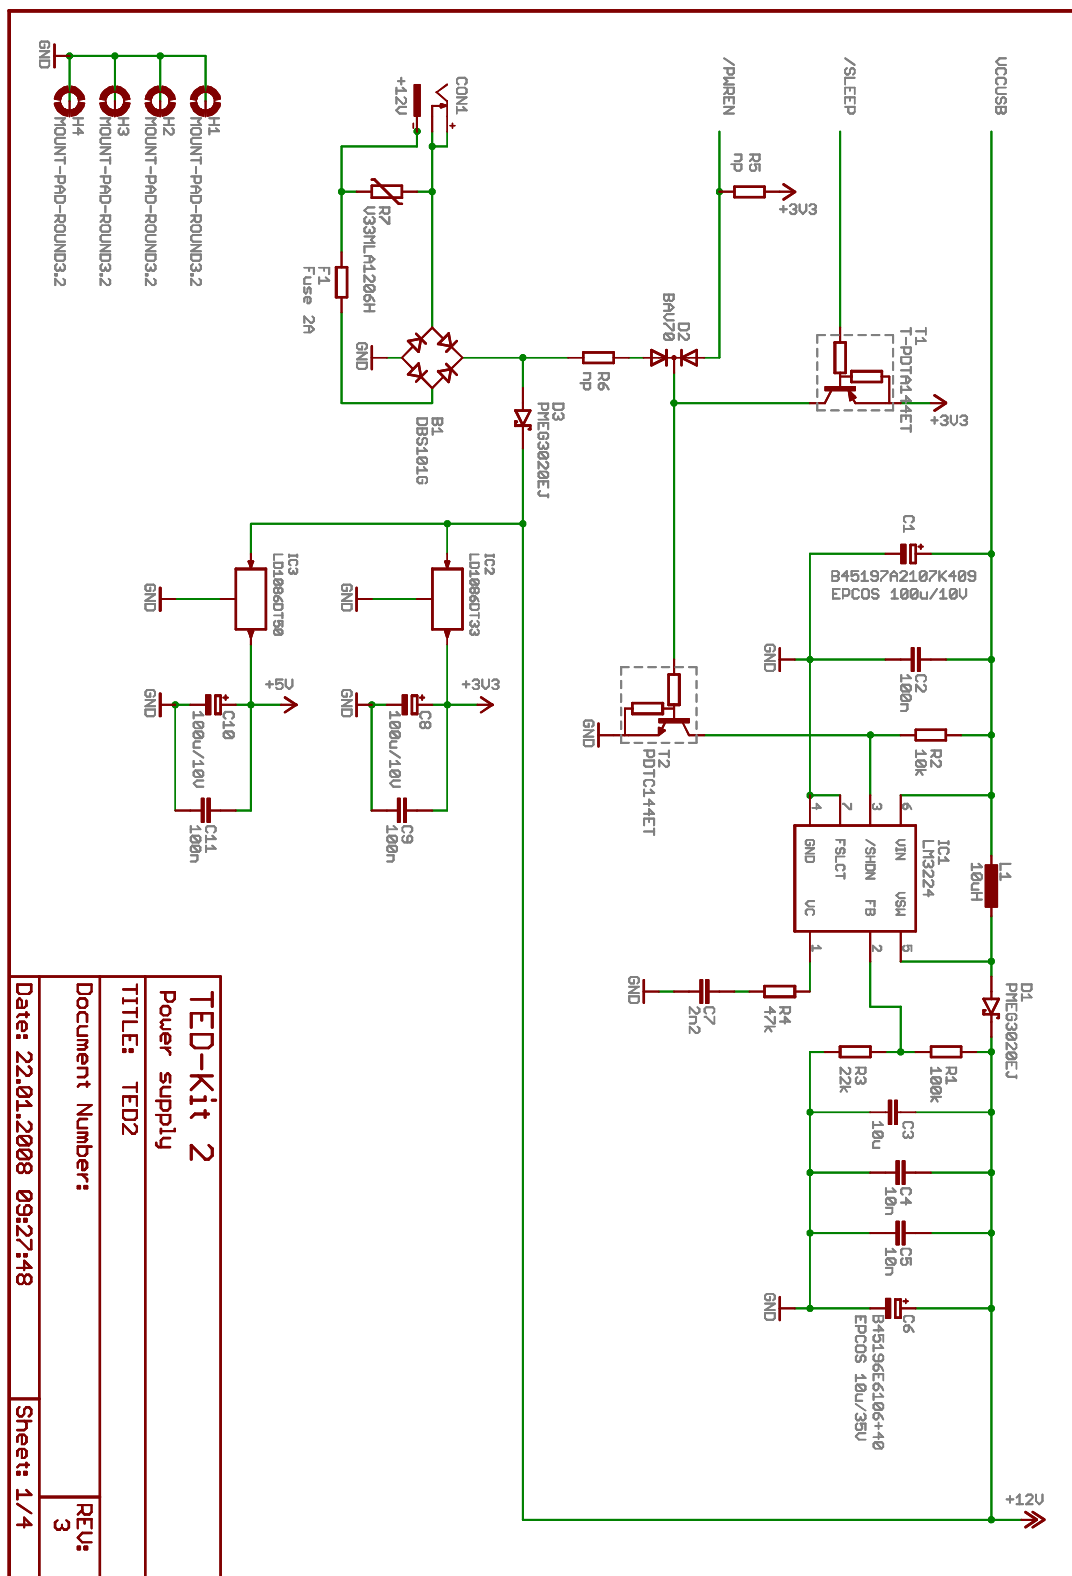 VCCUSB
/SLEEP
/PWREN
R5
np
+3V3
T1
T-PDTA144ET
+3V3
D2
BAV70
R6
np
CON1
+12V
R7
V33MLA1206H
F1
Fuse 2A
GND
B1
DBS101G
D3
PMEG3020EJ
H1
MOUNT-PAD-ROUND3.2
H2
MOUNT-PAD-ROUND3.2
H3
MOUNT-PAD-ROUND3.2
H4
MOUNT-PAD-ROUND3.2
GND
C1
B45197A2107K409
EPCOS 100u/10V
C2
100n
GND
R2
10k
T2
PDTC144ET
GND
IC1
LM3224
VIN
/SHDN
FSLCT
GND
VSW
FB
VC
6
3
7
4
5
2
1
L1
10uH
D1
PMEG3020EJ
R1
100k
R3
22k
R4
47k
C7
2n2
GND
C3
10u
C4
10n
C5
10n
C6
B45196E6106+40
EPCOS 10u/35V
GND
+12V
IC2
LD1086DT33
GND
+3V3
C8
100u/10V
GND
C9
100n
IC3
LD1086DT50
GND
+5V
C10
100u/10V
GND
C11
100n
TED-Kit 2
Power supply
TITLE: TED2
Document Number:
REV:
3
Date: 22.01.2008 09:27:48
Sheet: 1/4